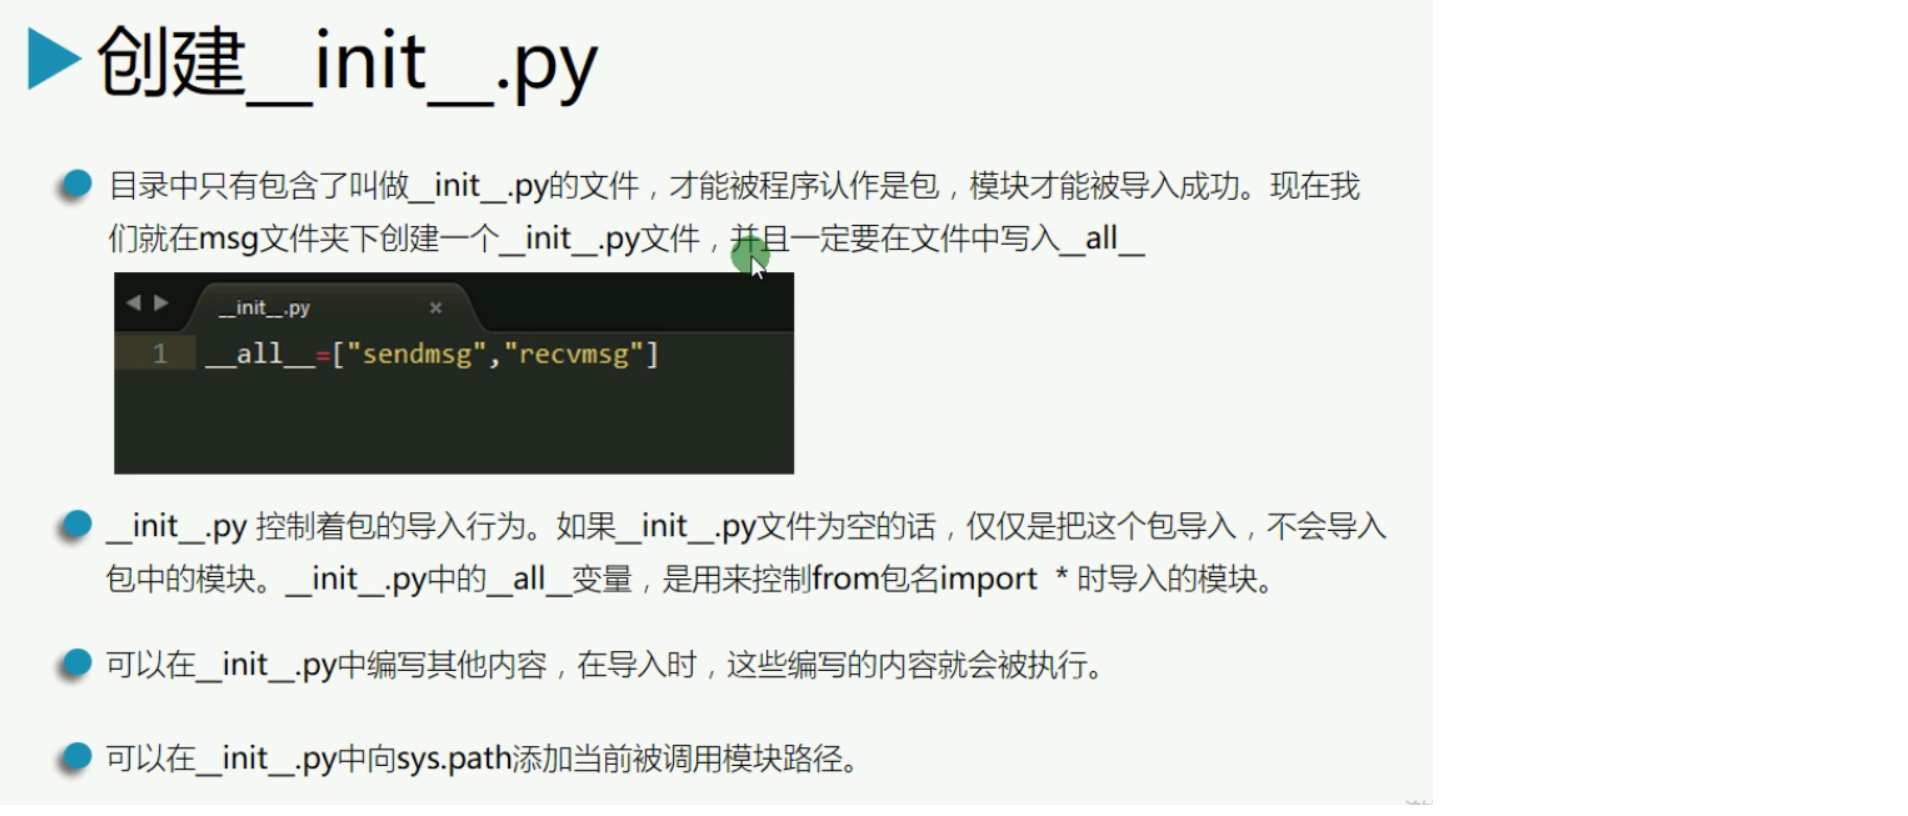 创建__init__.py
目录中只有包含了叫做__init__.py的文件，才能被程序认作是包，模块才能被导入成功。现在我
们就在msg文件夹下创建一个__init__.py文件，并且一定要在文件中写入__all__
__init__.py ×
1 __all__=["sendmsg","recvmsg"]
__init__.py 控制着包的导入行为。如果__init__.py文件为空的话，仅仅是把这个包导入，不会导入
包中的模块。__init__.py中的__all__变量，是用来控制from包名import * 时导入的模块。
可以在__init__.py中编写其他内容，在导入时，这些编写的内容就会被执行。
可以在__init__.py中向sys.path添加当前被调用模块路径。